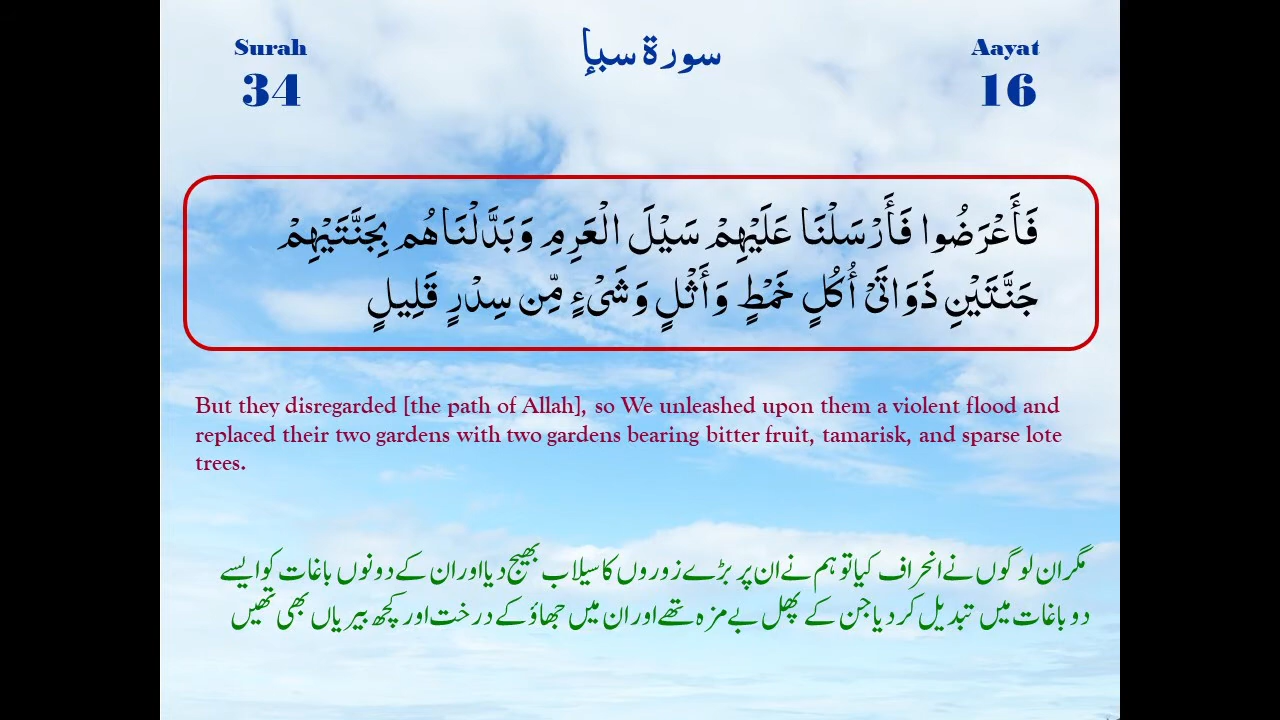 Surah
34
سورة سبإ
Aayat
16
فَأَعْرَضُوا فَأَرْسَلْنَا عَلَيْهِمْ سَيْلَ الْعَرِمِ وَبَدَّلْنَاهُم بِجَنَّتَيْهِمْ
جَنَّتَيْنِ ذَوَاتَىْ أُكُلٍ خَمْطٍ وَأَثْلٍ وَشَىْءٍ مِّن سِدْرٍ قَلِيلٍ
But they disregarded [the path of Allah], so We unleashed upon them a violent flood and
replaced their two gardens with two gardens bearing bitter fruit, tamarisk, and sparse lote
trees.
مگر ان لوگوں نے انحراف کیا تو ہم نے ان پر بڑے زوروں کا سیلاب بھیج دیا اور ان کے دونوں باغات کو ایسے
دو باغات میں تبدیل کر دیا جن کے پھل بے مزہ تھے اور ان میں جھاؤ کے درخت اور کچھ بیریاں بھی تھیں